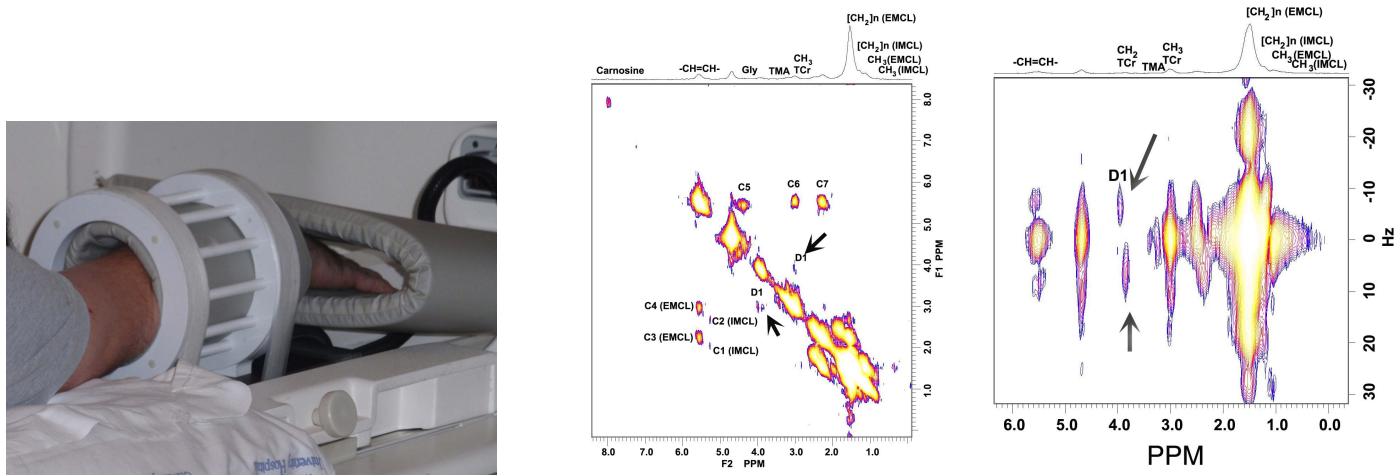 University Hospital
[CH2]n (EMCL)
[CH2]n (IMCL)
CH3
CH3(EMCL)
-CH=CH-
Gly
TMA
TCr
CH3(IMCL)
Carnosine
8.0
7.0
C5
C6
C7
6.0
5.0
F1 PPM
D1
4.0
D1
C4 (EMCL)
3.0
C2 (IMCL)
C3 (EMCL)
C1 (IMCL)
2.0
1.0
8.0 6.0 5.0 4.0 3.0 2.0 1.0
F2 PPM
[CH2]n (EMCL)
CH2
CH3
[CH2]n (IMCL)
-CH=CH-
TCr
TCr
CH3(EMCL)
TMA
CH3(IMCL)
-30
-20
D1
-10
0
Hz
10
20
30
6.0 5.0 4.0 3.0 2.0 1.0 0.0
PPM